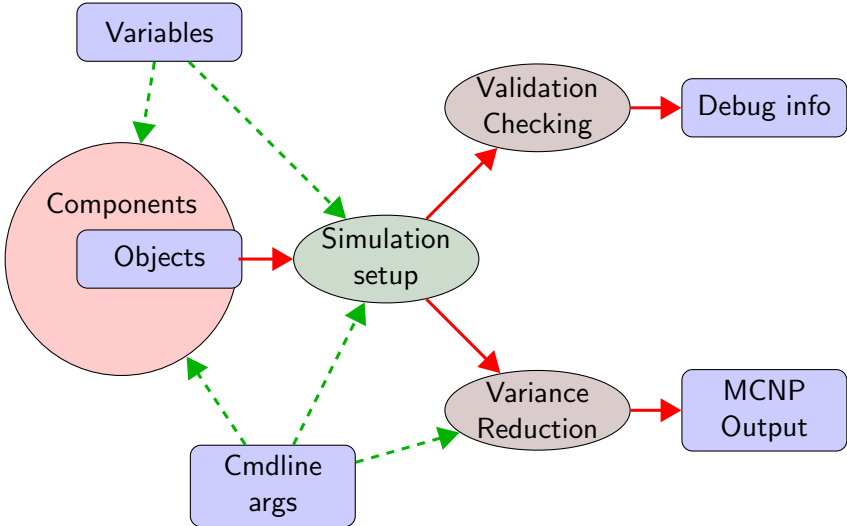 Variables
Validation
Checking
Debug info
Components
Objects
Simulation
setup
Variance
Reduction
MCNP
Output
Cmdline
args